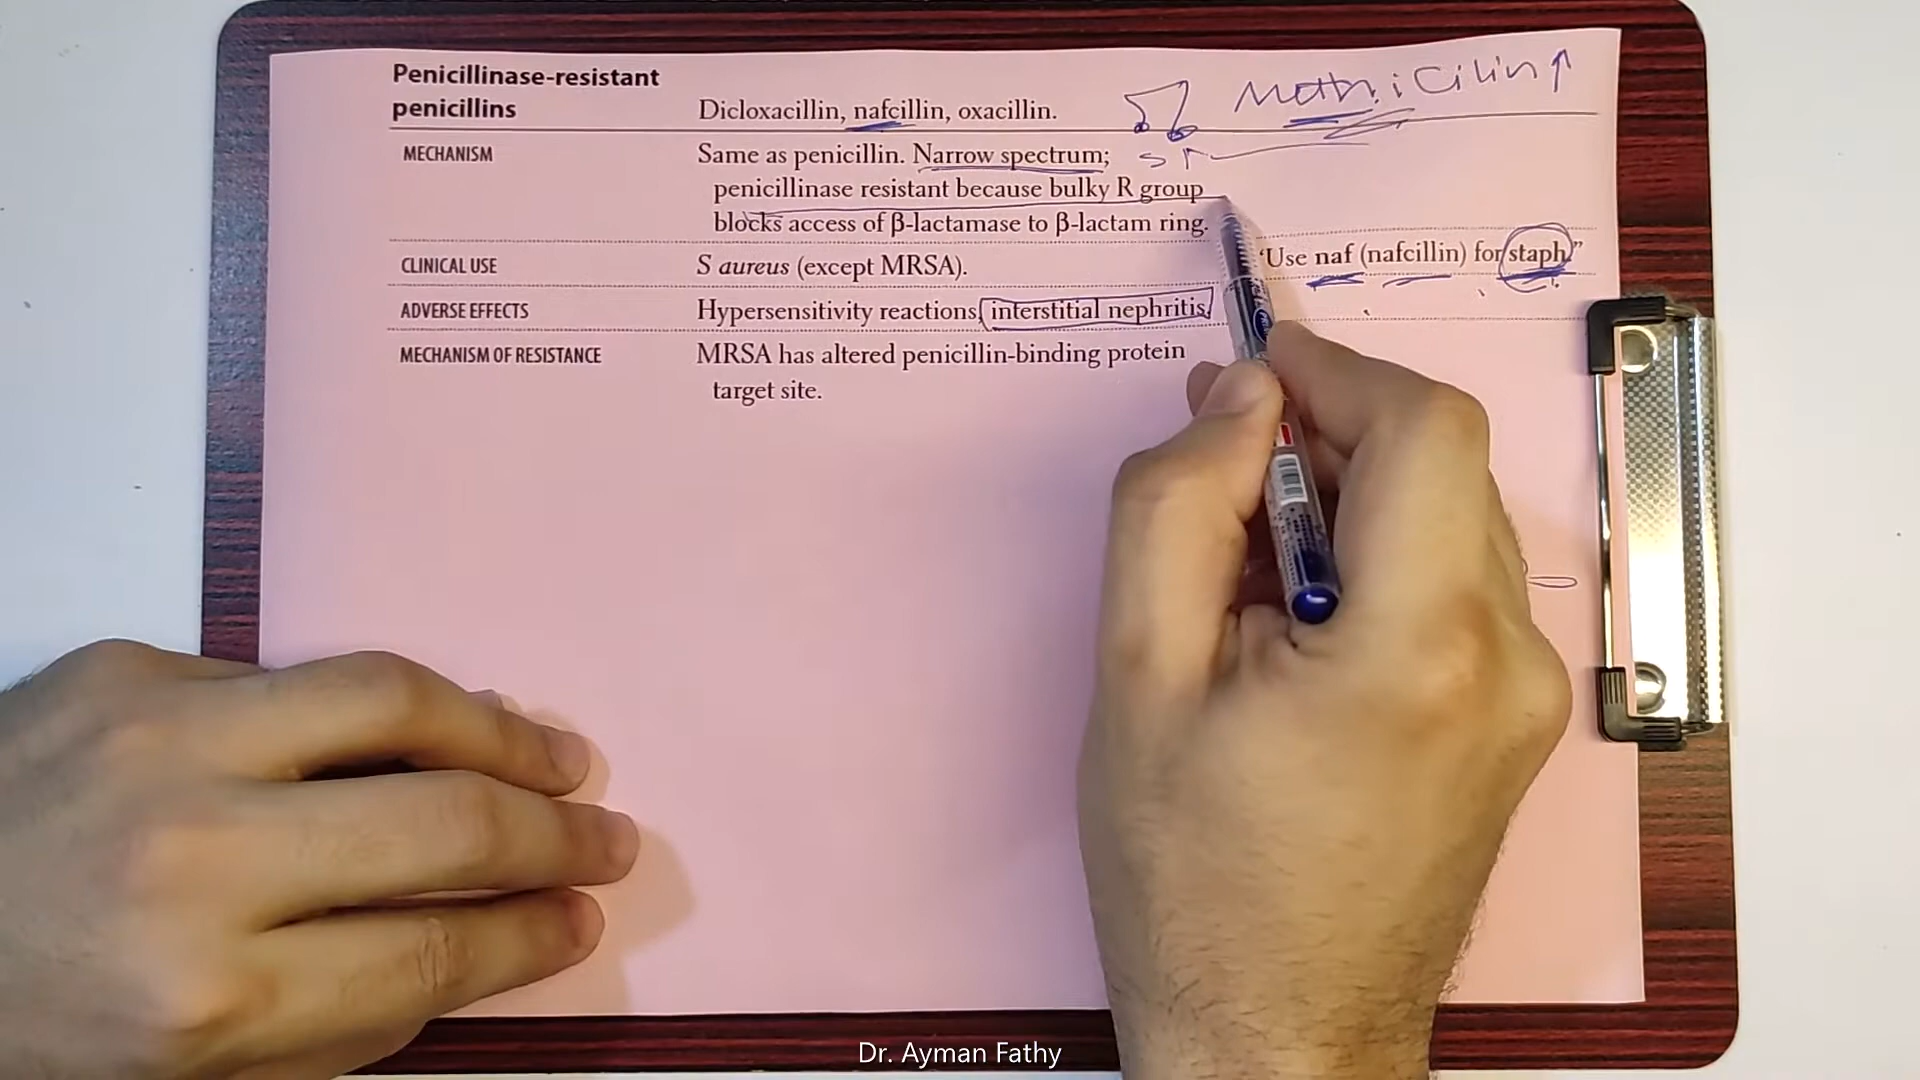 Penicillinase-resistant
penicillins
Dicloxacillin, nafcillin, oxacillin.
MECHANISM
Same as penicillin. Narrow spectrum;
penicillinase resistant because bulky R group
blocks access of β-lactamase to β-lactam ring.
CLINICAL USE
S aureus (except MRSA).
“Use naf (nafcillin) for staph.”
ADVERSE EFFECTS
Hypersensitivity reactions, interstitial nephritis.
MECHANISM OF RESISTANCE
MRSA has altered penicillin-binding protein
target site.
Dr. Ayman Fathy